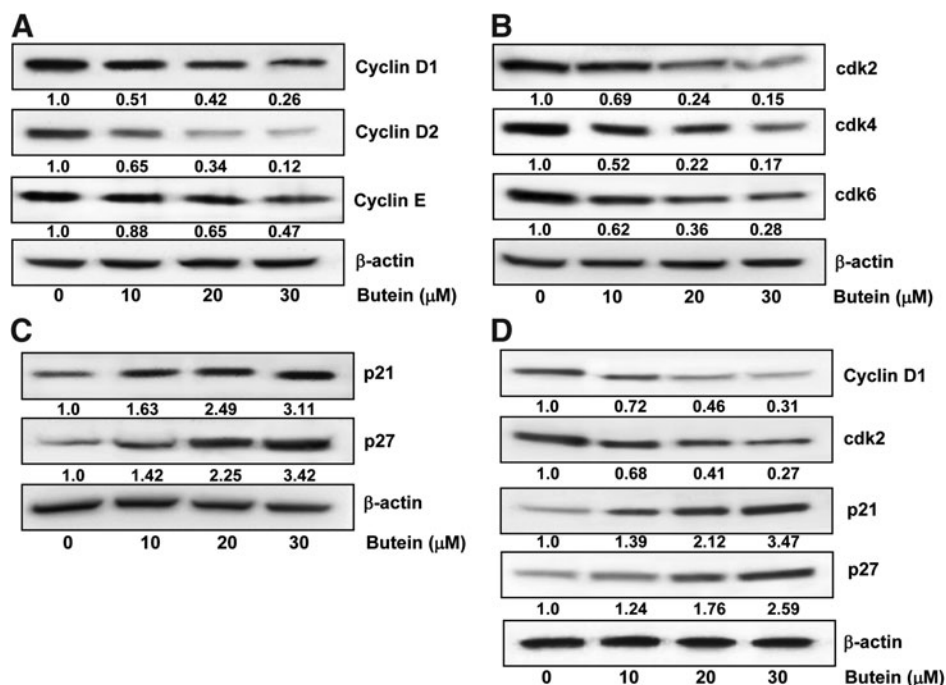 A
Cyclin D1
1.0 0.51 0.42 0.26
Cyclin D2
1.0 0.65 0.34 0.12
Cyclin E
1.0 0.88 0.65 0.47
β-actin
0 10 20 30 Butein (μM)
B
cdk2
1.0 0.69 0.24 0.15
cdk4
1.0 0.52 0.22 0.17
cdk6
1.0 0.62 0.36 0.28
β-actin
0 10 20 30 Butein (μM)
C
p21
1.0 1.63 2.49 3.11
p27
1.0 1.42 2.25 3.42
β-actin
0 10 20 30 Butein (μM)
D
Cyclin D1
1.0 0.72 0.46 0.31
cdk2
1.0 0.68 0.41 0.27
p21
1.0 1.39 2.12 3.47
p27
1.0 1.24 1.76 2.59
β-actin
0 10 20 30 Butein (μM)